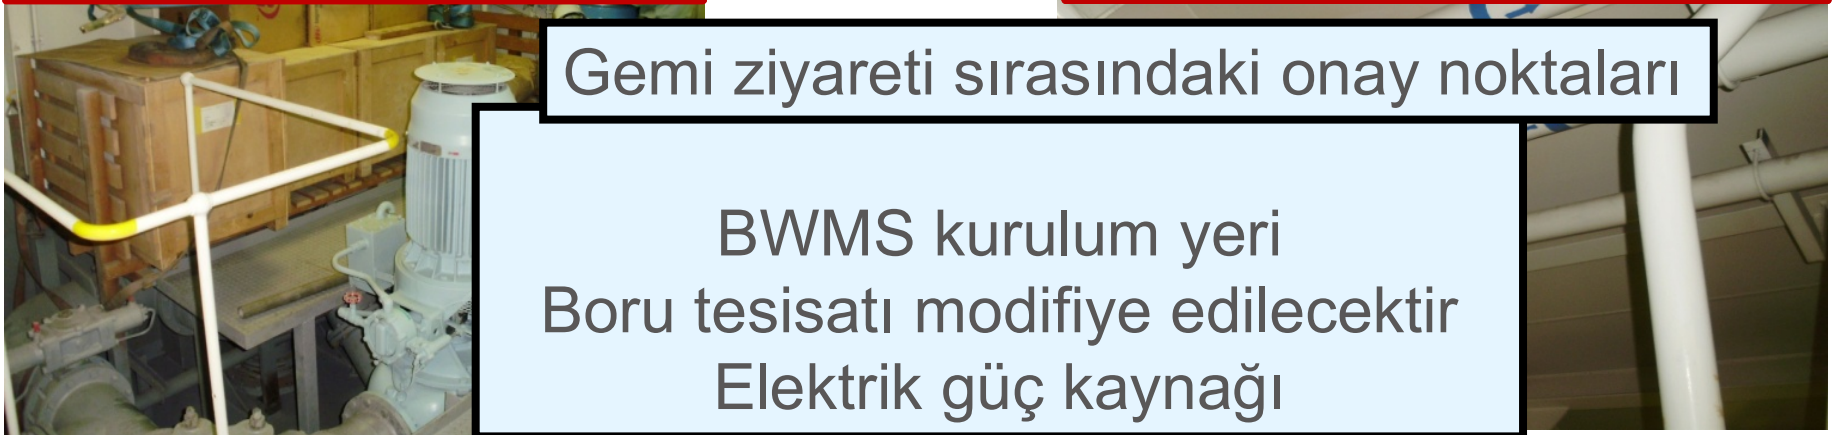 Gemi ziyareti sırasındaki onay noktaları
BWMS kurulum yeri
Boru tesisatı modifiye edilecektir
Elektrik güç kaynağı